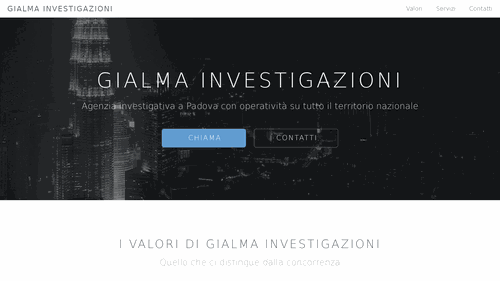 GIALMA INVESTIGAZIONI
Valori Servizi Contatti
GIALMA INVESTIGAZIONI
Agenzia investigativa a Padova con operatività su tutto il territorio nazionale
CHIAMA I CONTATTI
I VALORI DI GIALMA INVESTIGAZIONI
Quello che ci distingue dalla concorrenza